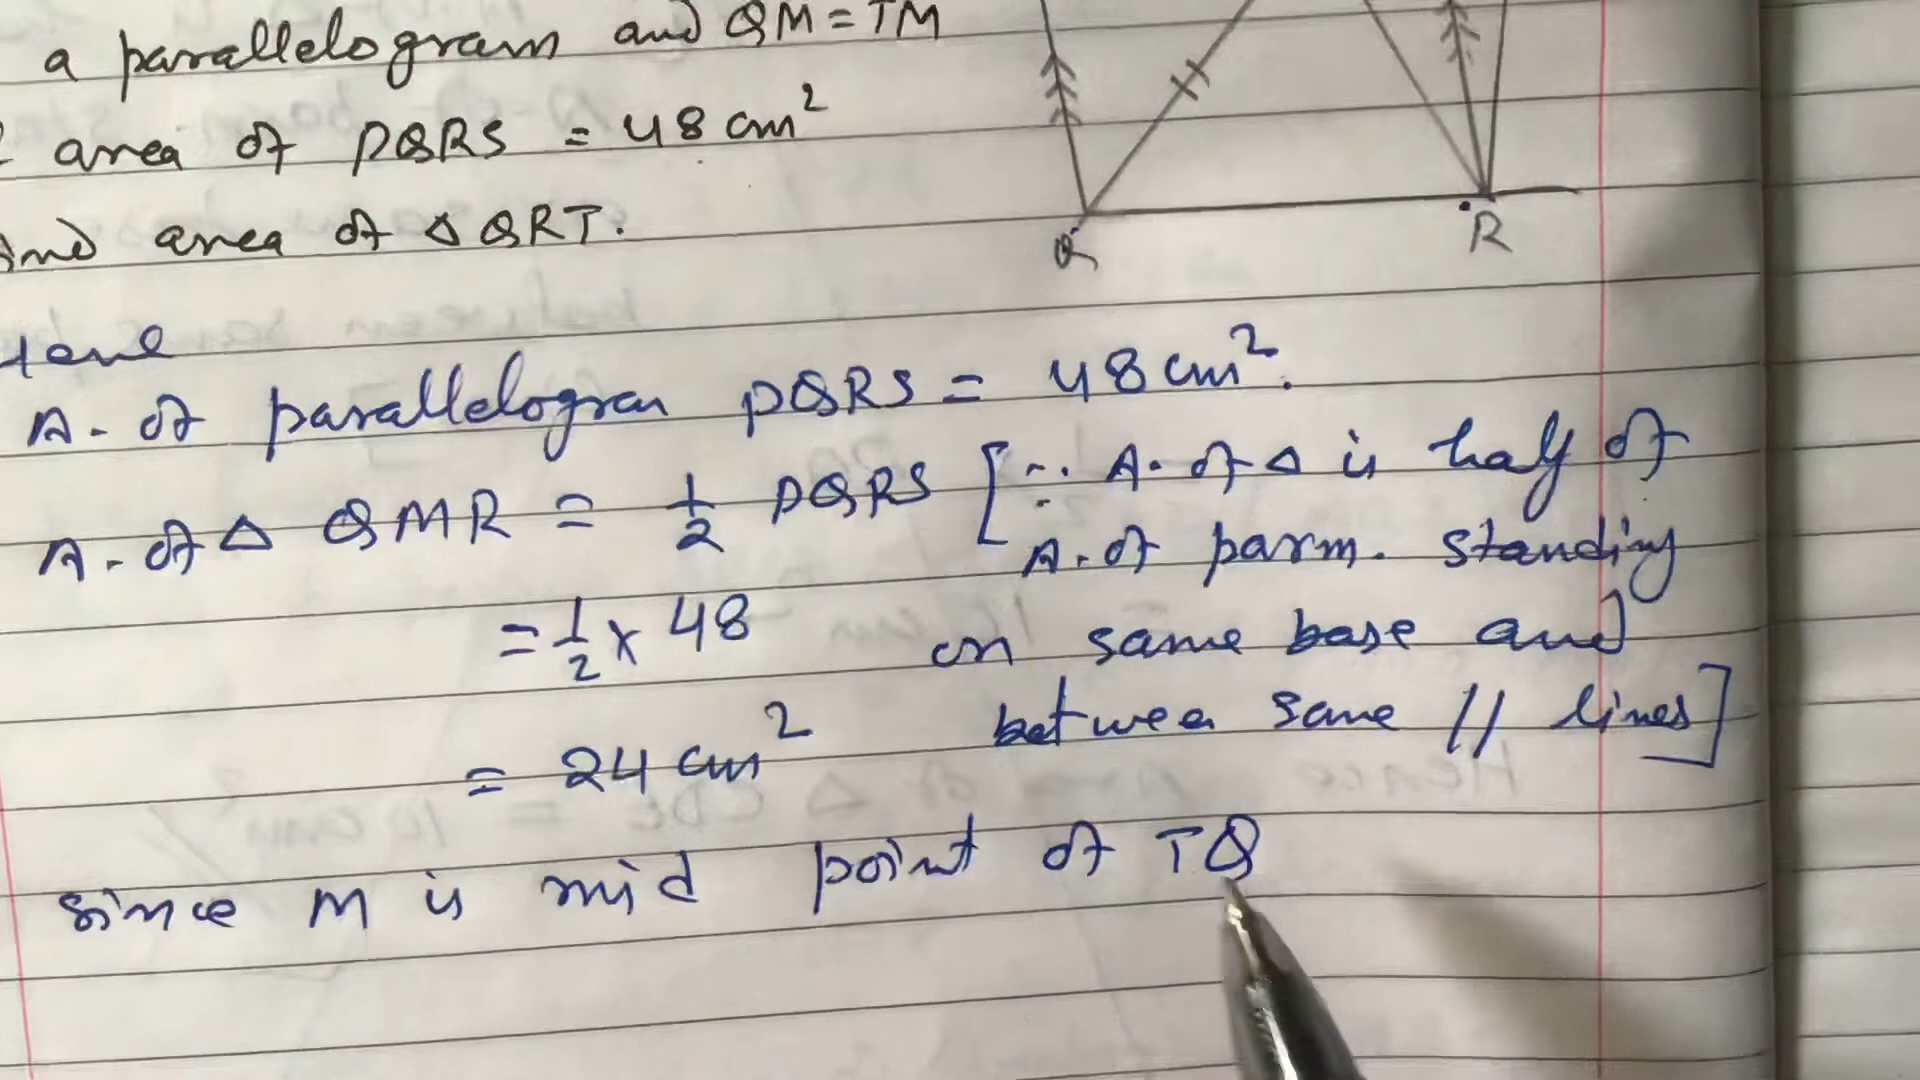 a parallelogram and QM = TM
area of PQRS = 48 cm²
area of Δ QRT.
Q
R
A. of parallelogram PQRS = 48 cm².
A. of Δ QMR = 1/2 PQRS [∵ A. of Δ is half of
A. of parm. standing
= 1/2 × 48 on same base and
= 24 cm² between same // lines]
since M is mid point of TQ